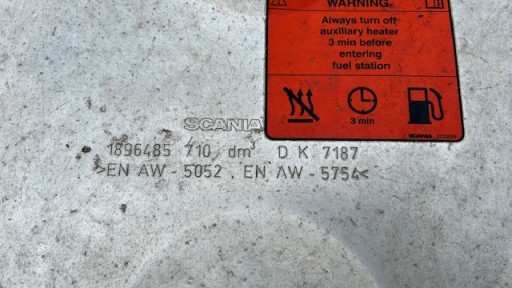 WARNING
Always turn off
auxiliary heater
3 min before
entering
fuel station
3 min
SCANIA
SCANIA
1896485 710 dm³ D K 7187
>EN AW-5052, EN AW-5754<